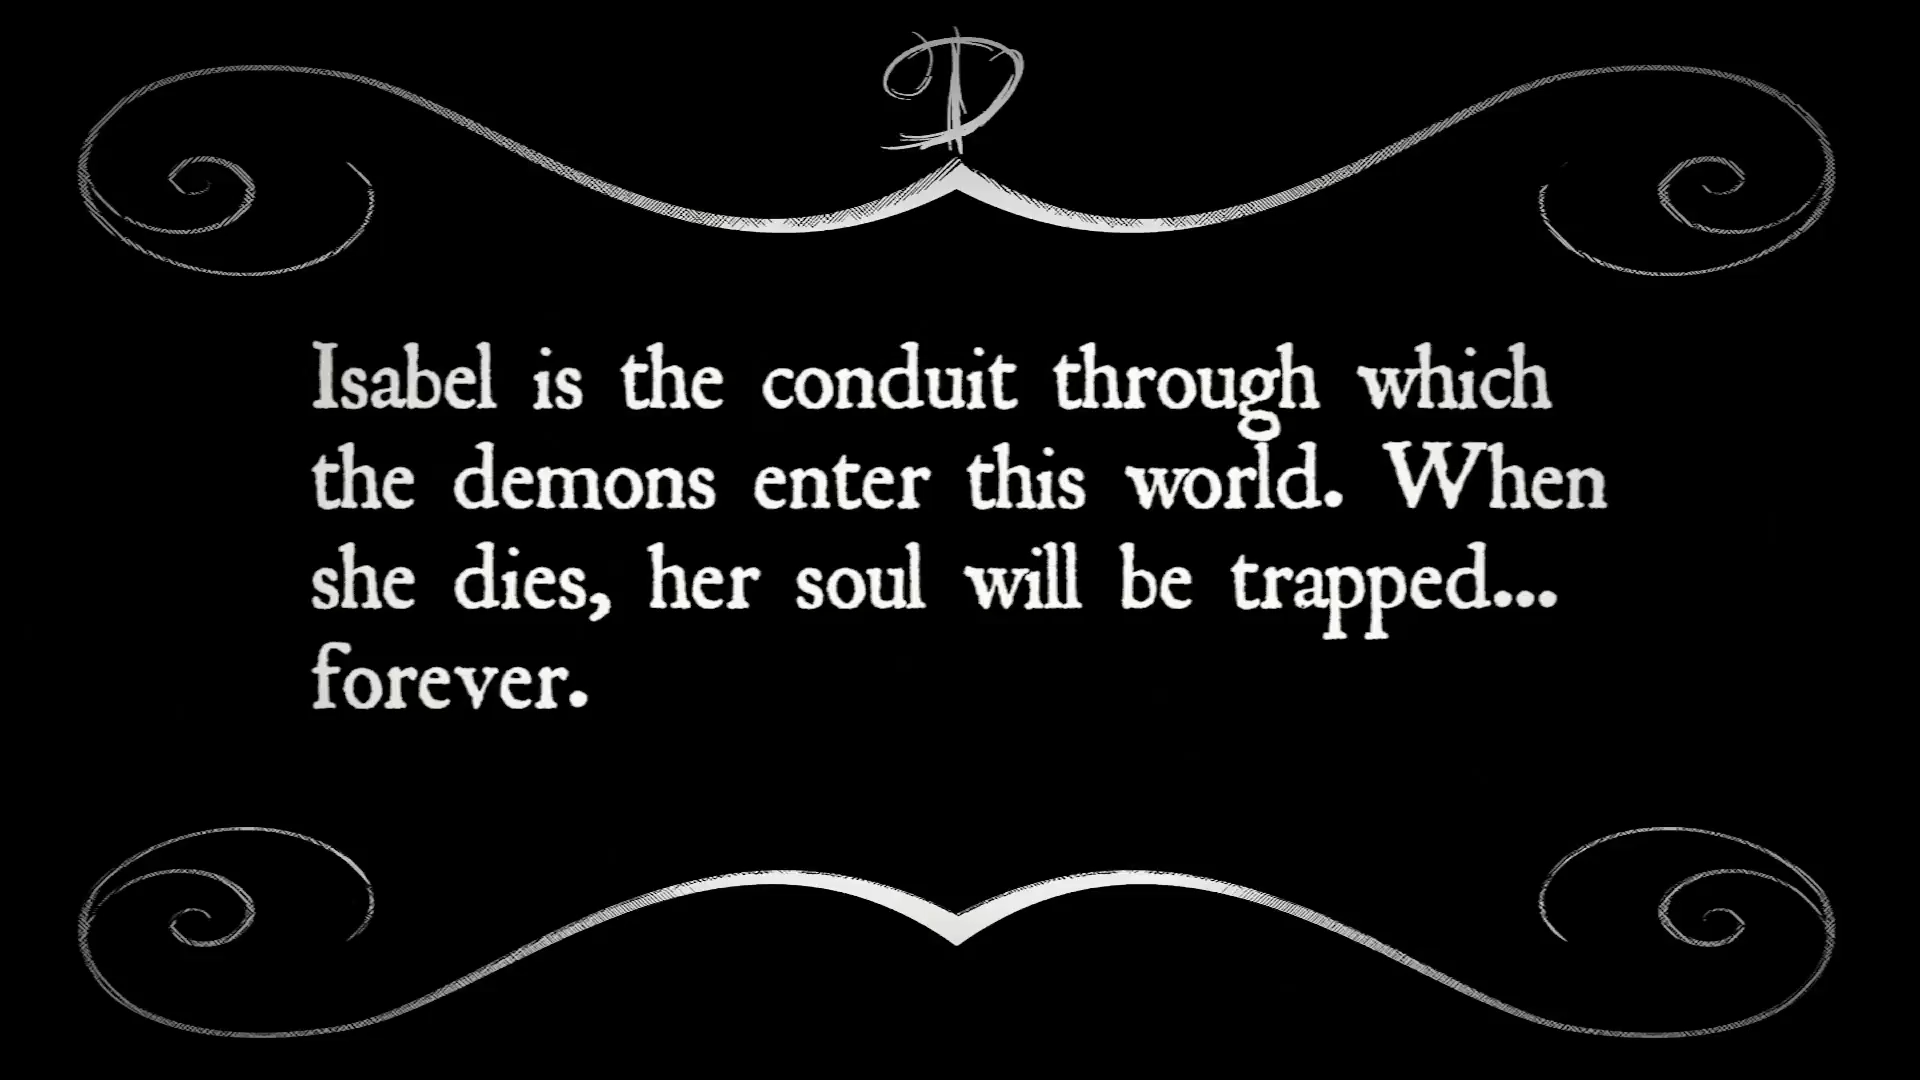 D
Isabel is the conduit through which
the demons enter this world. When
she dies, her soul will be trapped...
forever.